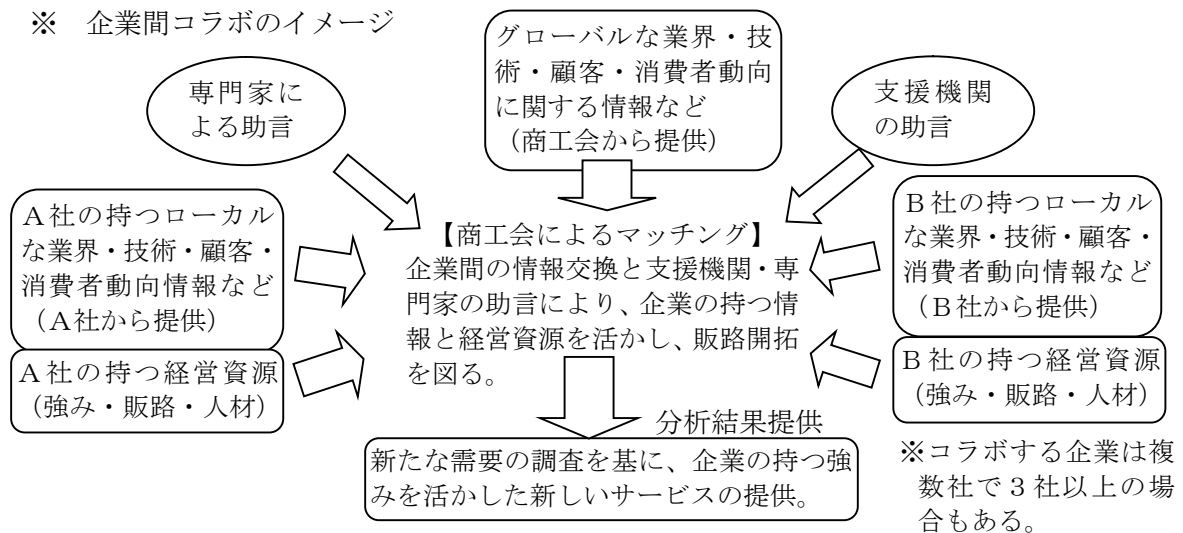 ※　企業間コラボのイメージ
専門家に
よる助言
グローバルな業界・技
術・顧客・消費者動向
に関する情報など
（商工会から提供）
支援機関
の助言
Ａ社の持つローカル
な業界・技術・顧客・
消費者動向情報など
（Ａ社から提供）
Ａ社の持つ経営資源
（強み・販路・人材）
【商工会によるマッチング】
企業間の情報交換と支援機関・専
門家の助言により、企業の持つ情
報と経営資源を活かし、販路開拓
を図る。
Ｂ社の持つローカル
な業界・技術・顧客・
消費者動向情報など
（Ｂ社から提供）
Ｂ社の持つ経営資源
（強み・販路・人材）
分析結果提供
新たな需要の調査を基に、企業の持つ強
みを活かした新しいサービスの提供。
※コラボする企業は複
数社で３社以上の場
合もある。